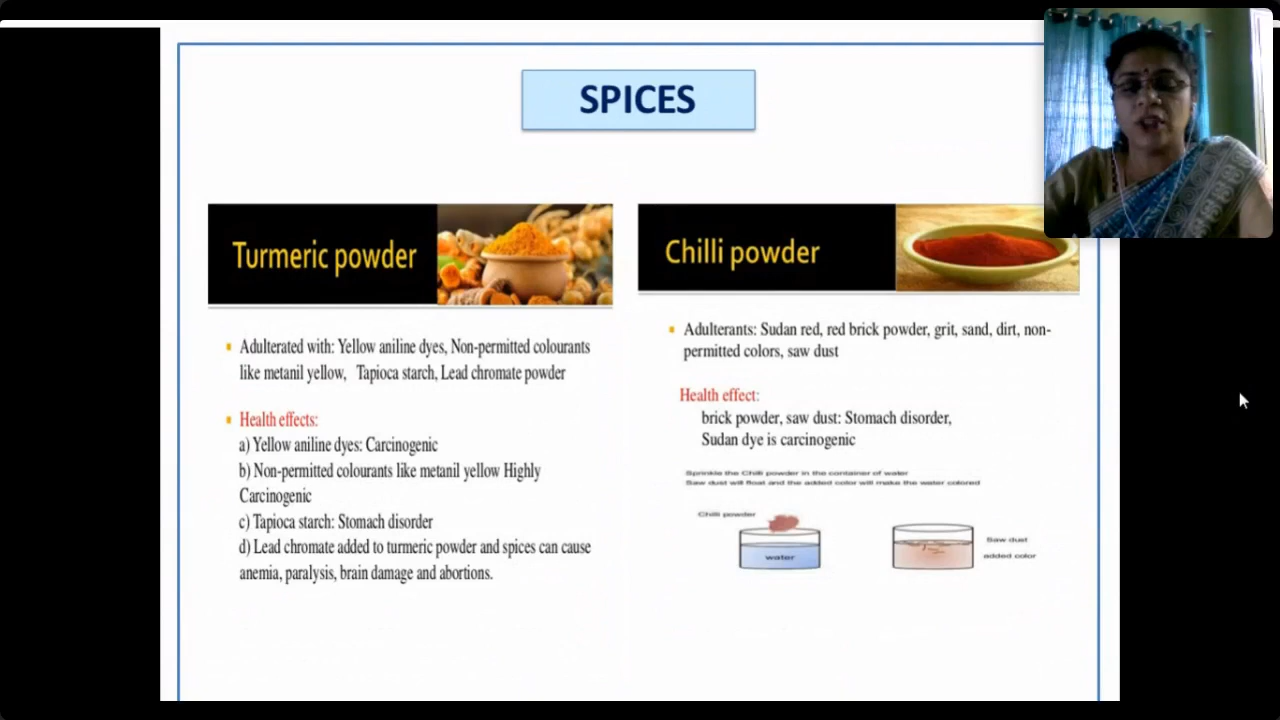 SPICES
Turmeric powder
Adulterated with: Yellow aniline dyes, Non-permitted colourants
like metanil yellow, Tapioca starch, Lead chromate powder
Health effects:
a) Yellow aniline dyes: Carcinogenic
b) Non-permitted colourants like metanil yellow Highly
Carcinogenic
c) Tapioca starch: Stomach disorder
d) Lead chromate added to turmeric powder and spices can cause
anemia, paralysis, brain damage and abortions.
Chilli powder
Adulterants: Sudan red, red brick powder, grit, sand, dirt, non-
permitted colors, saw dust
Health effect:
brick powder, saw dust: Stomach disorder,
Sudan dye is carcinogenic
Sprinkle the Chilli powder in the container of water
Saw dust will float and the added color will make the water colored
Chilli powder
water
Saw dust
added color